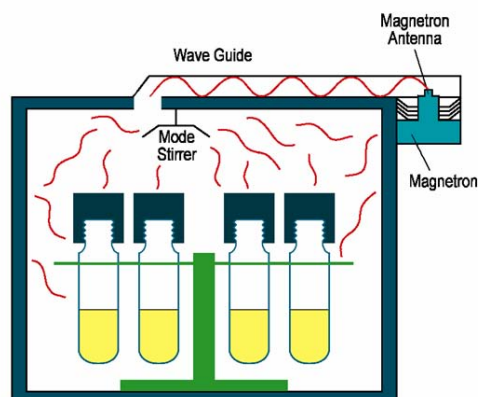 Wave Guide
Magnetron
Antenna
Mode
Stirrer
Magnetron